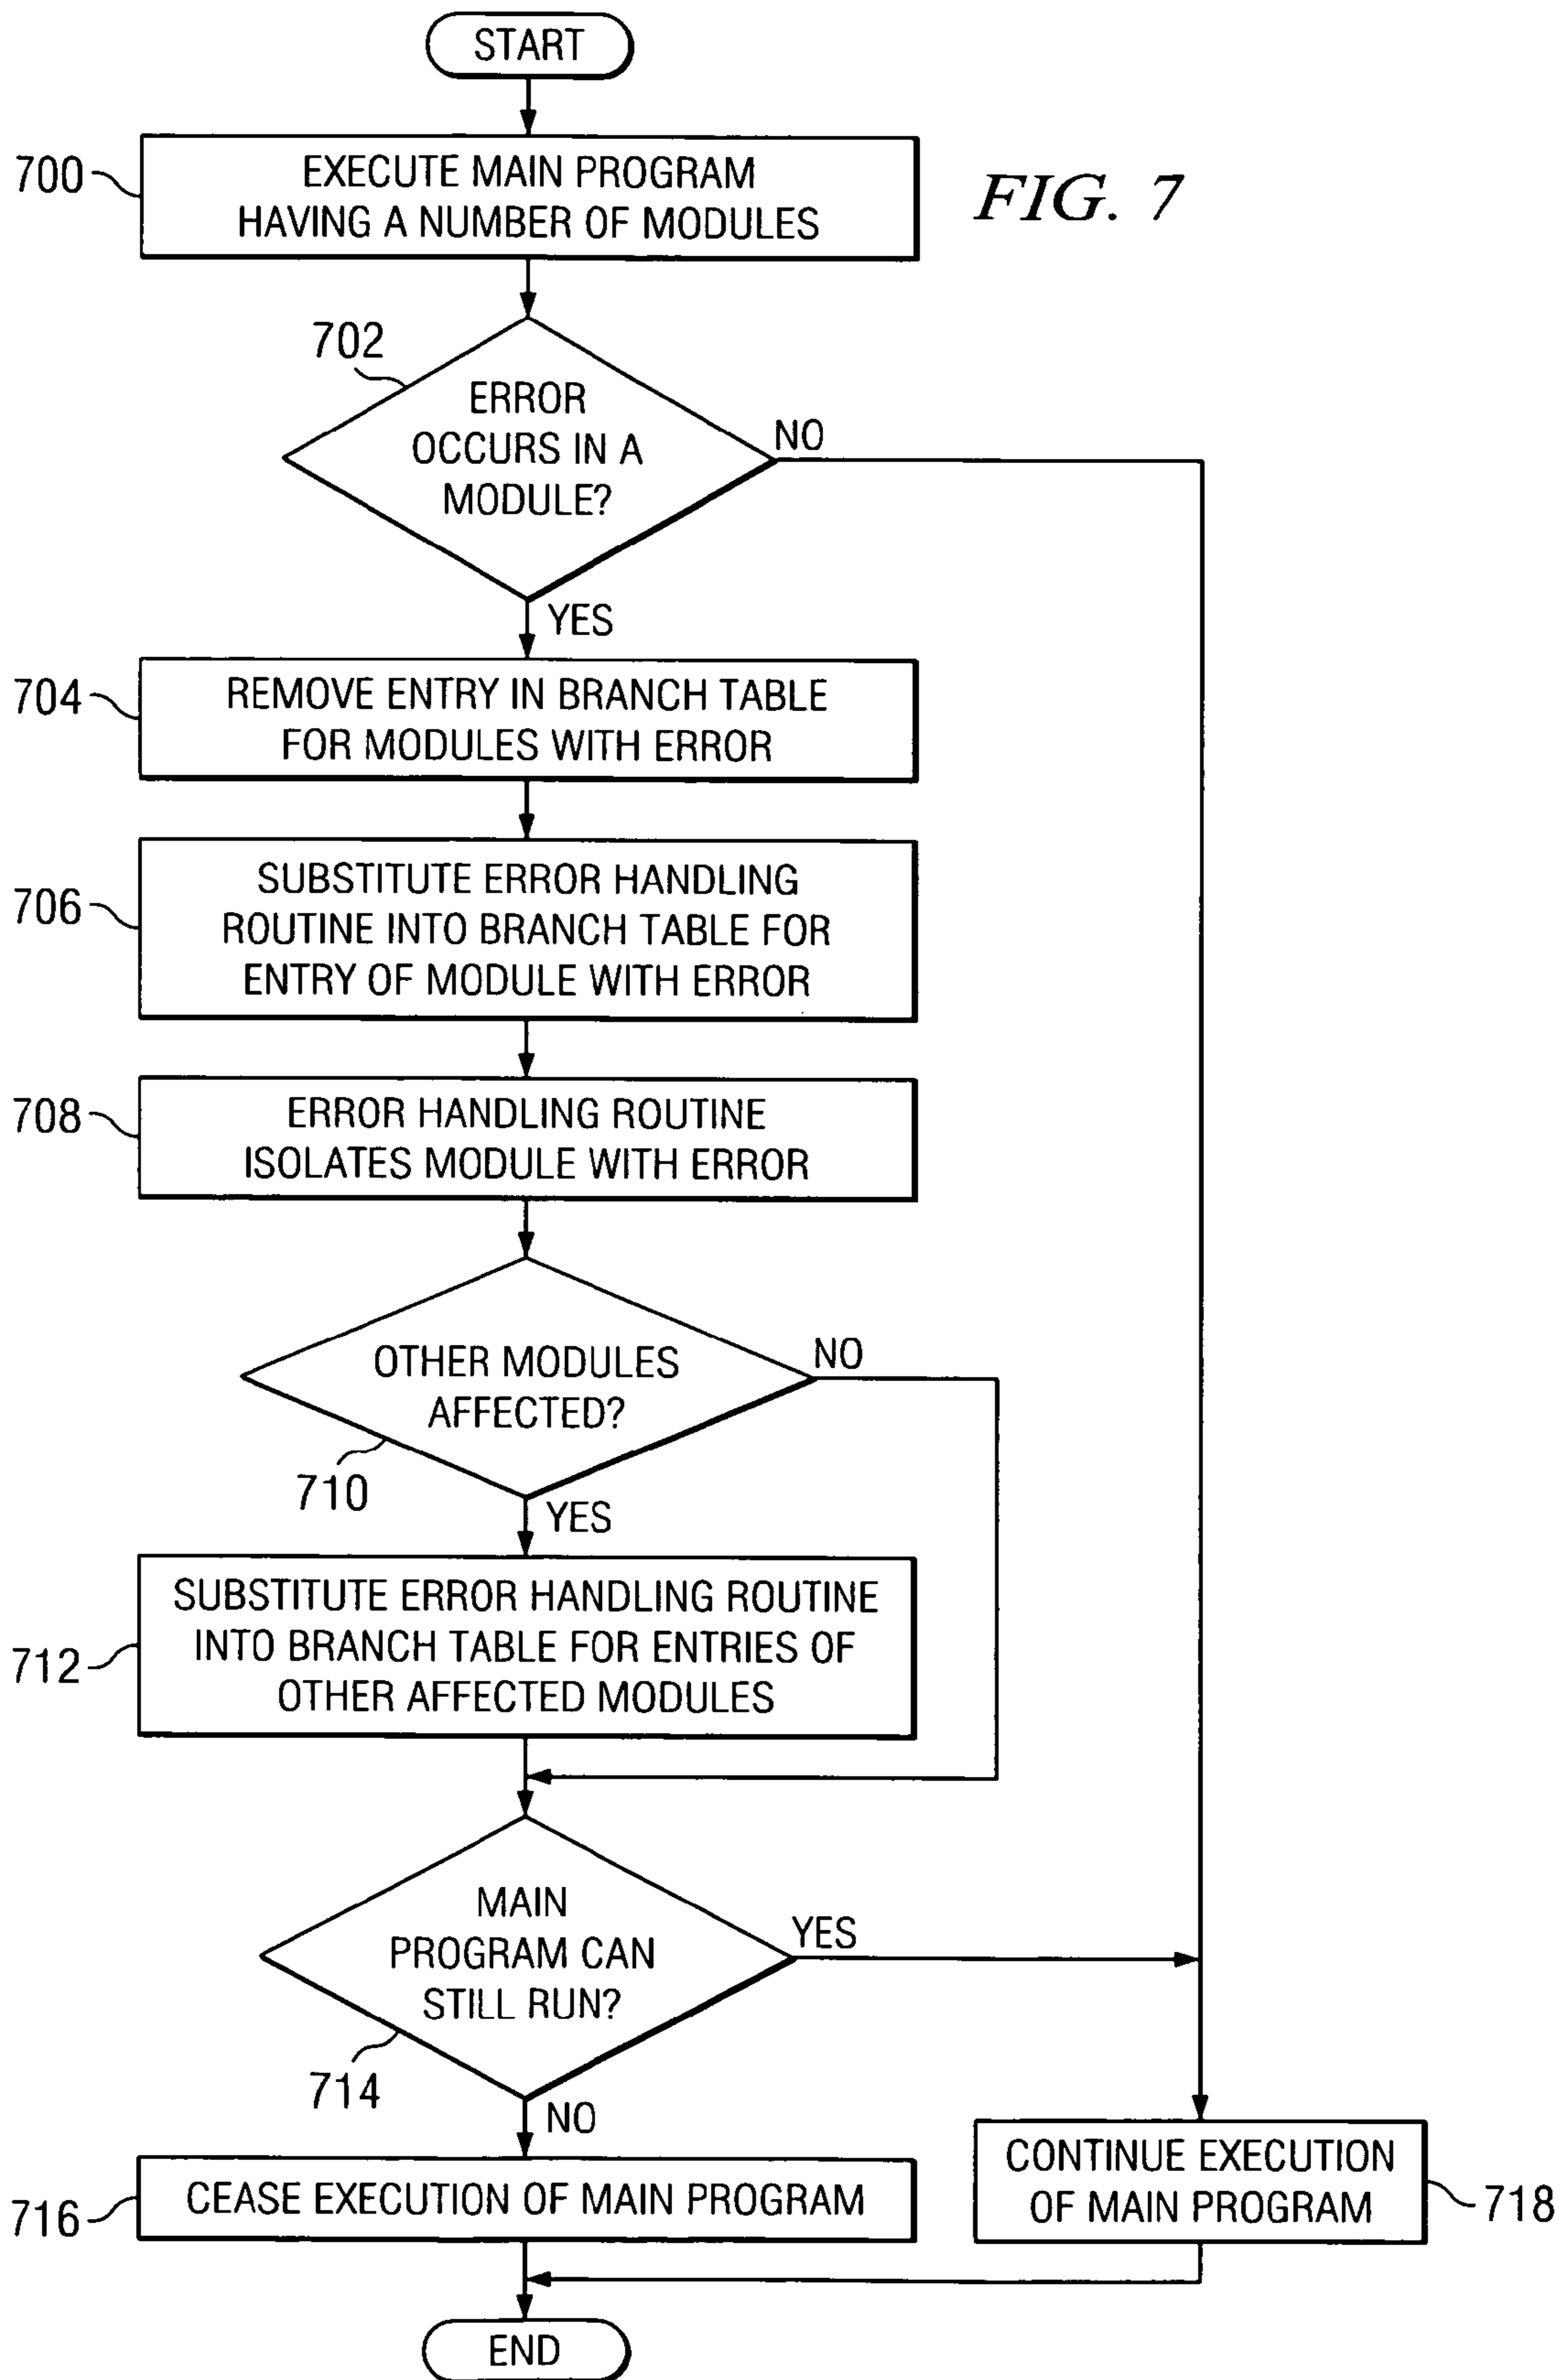 START
700
EXECUTE MAIN PROGRAM
HAVING A NUMBER OF MODULES
FIG. 7
702
ERROR
OCCURS IN A
MODULE?
NO
YES
704
REMOVE ENTRY IN BRANCH TABLE
FOR MODULES WITH ERROR
706
SUBSTITUTE ERROR HANDLING
ROUTINE INTO BRANCH TABLE FOR
ENTRY OF MODULE WITH ERROR
708
ERROR HANDLING ROUTINE
ISOLATES MODULE WITH ERROR
OTHER MODULES
AFFECTED?
NO
710
YES
712
SUBSTITUTE ERROR HANDLING ROUTINE
INTO BRANCH TABLE FOR ENTRIES OF
OTHER AFFECTED MODULES
MAIN
PROGRAM CAN
STILL RUN?
YES
714
NO
716
CEASE EXECUTION OF MAIN PROGRAM
CONTINUE EXECUTION
OF MAIN PROGRAM
718
END